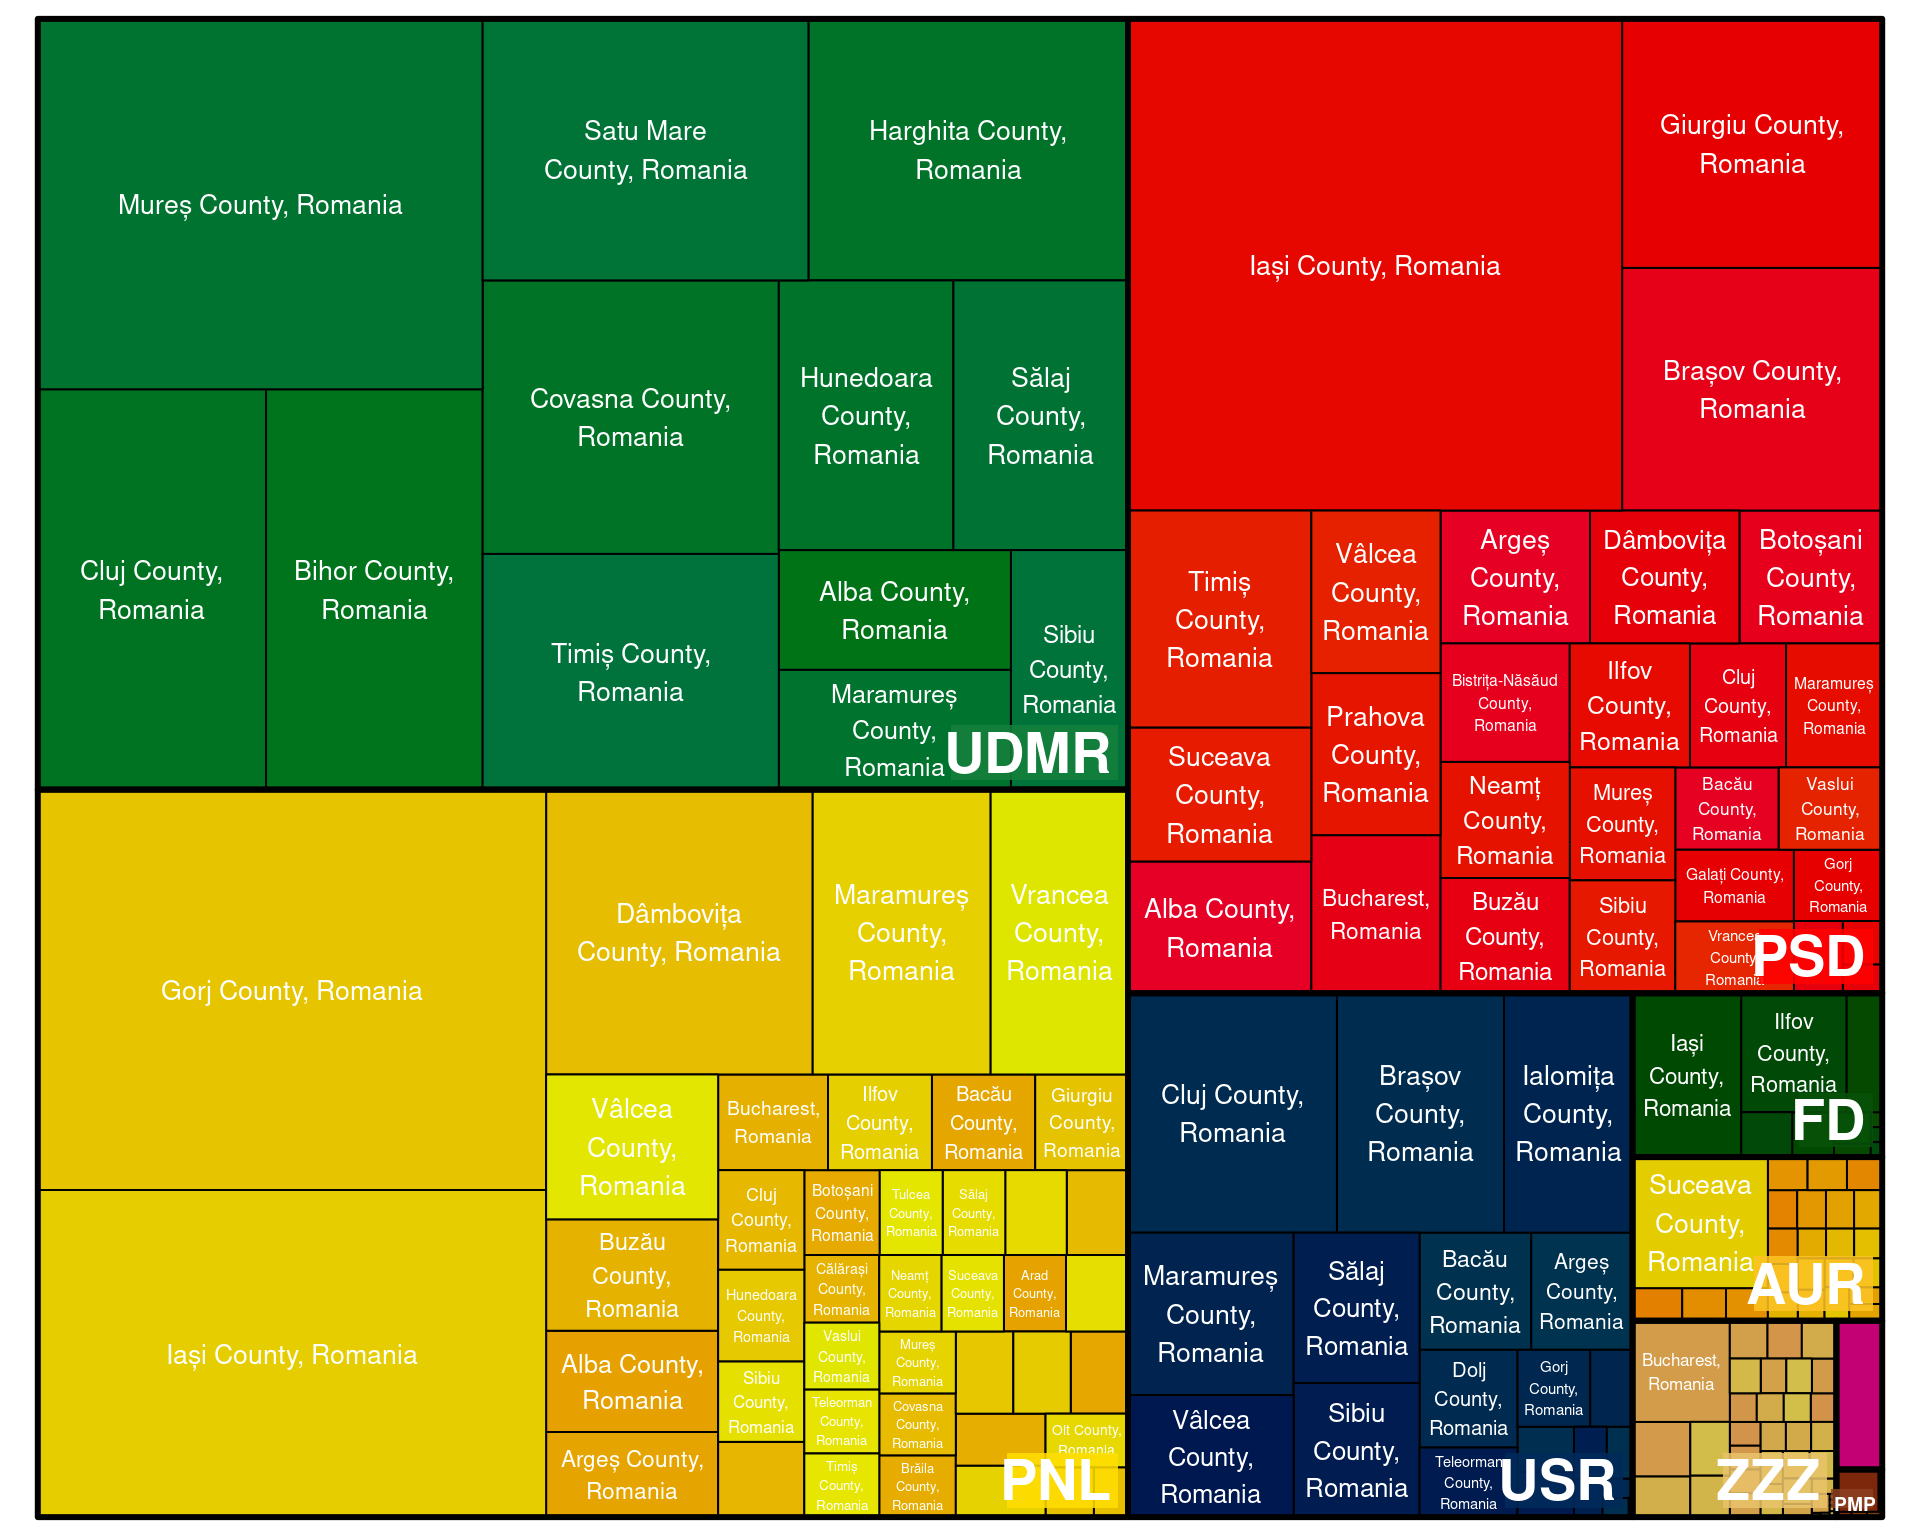 Mureș County, Romania
Satu Mare
County, Romania
Harghita County,
Romania
Cluj County,
Romania
Bihor County,
Romania
Covasna County,
Romania
Hunedoara
County,
Romania
Sălaj
County,
Romania
Timiș County,
Romania
Alba County,
Romania
Maramureș
County,
Romania
Sibiu
County,
Romania
UDMR
Iași County, Romania
Giurgiu County,
Romania
Brașov County,
Romania
Timiș
County,
Romania
Suceava
County,
Romania
Alba County,
Romania
Vâlcea
County,
Romania
Prahova
County,
Romania
Bucharest,
Romania
Argeș
County,
Romania
Dâmbovița
County,
Romania
Botoșani
County,
Romania
Bistrița-Năsăud
County,
Romania
Ilfov
County,
Romania
Cluj
County,
Romania
Maramureș
County,
Romania
Neamț
County,
Romania
Buzău
County,
Romania
Mureș
County,
Romania
Sibiu
County,
Romania
Bacău
County,
Romania
Vaslui
County,
Romania
Galați County,
Romania
Gorj
County,
Romania
Vrancea
County,
Romania
PSD
Gorj County, Romania
Iași County, Romania
Dâmbovița
County, Romania
Maramureș
County,
Romania
Vrancea
County,
Romania
Vâlcea
County,
Romania
Buzău
County,
Romania
Alba County,
Romania
Argeș County,
Romania
Bucharest,
Romania
Ilfov
County,
Romania
Bacău
County,
Romania
Giurgiu
County,
Romania
Cluj
County,
Romania
Hunedoara
County,
Romania
Sibiu
County,
Romania
Botoșani
County,
Romania
Călărași
County,
Romania
Vaslui
County,
Romania
Teleorman
County,
Romania
Timiș
County,
Romania
Tulcea
County,
Romania
Sălaj
County,
Romania
Neamț
County,
Romania
Suceava
County,
Romania
Arad
County,
Romania
Mureș
County,
Romania
Covasna
County,
Romania
Brăila
County,
Romania
Olt County,
Romania
PNL
Cluj County,
Romania
Brașov
County,
Romania
Ialomița
County,
Romania
Maramureș
County,
Romania
Vâlcea
County,
Romania
Sălaj
County,
Romania
Sibiu
County,
Romania
Bacău
County,
Romania
Argeș
County,
Romania
Dolj
County,
Romania
Gorj
County,
Romania
Teleorman
County,
Romania
USR
Iași
County,
Romania
Ilfov
County,
Romania
FD
Suceava
County,
Romania
AUR
Bucharest,
Romania
ZZZ
PMP